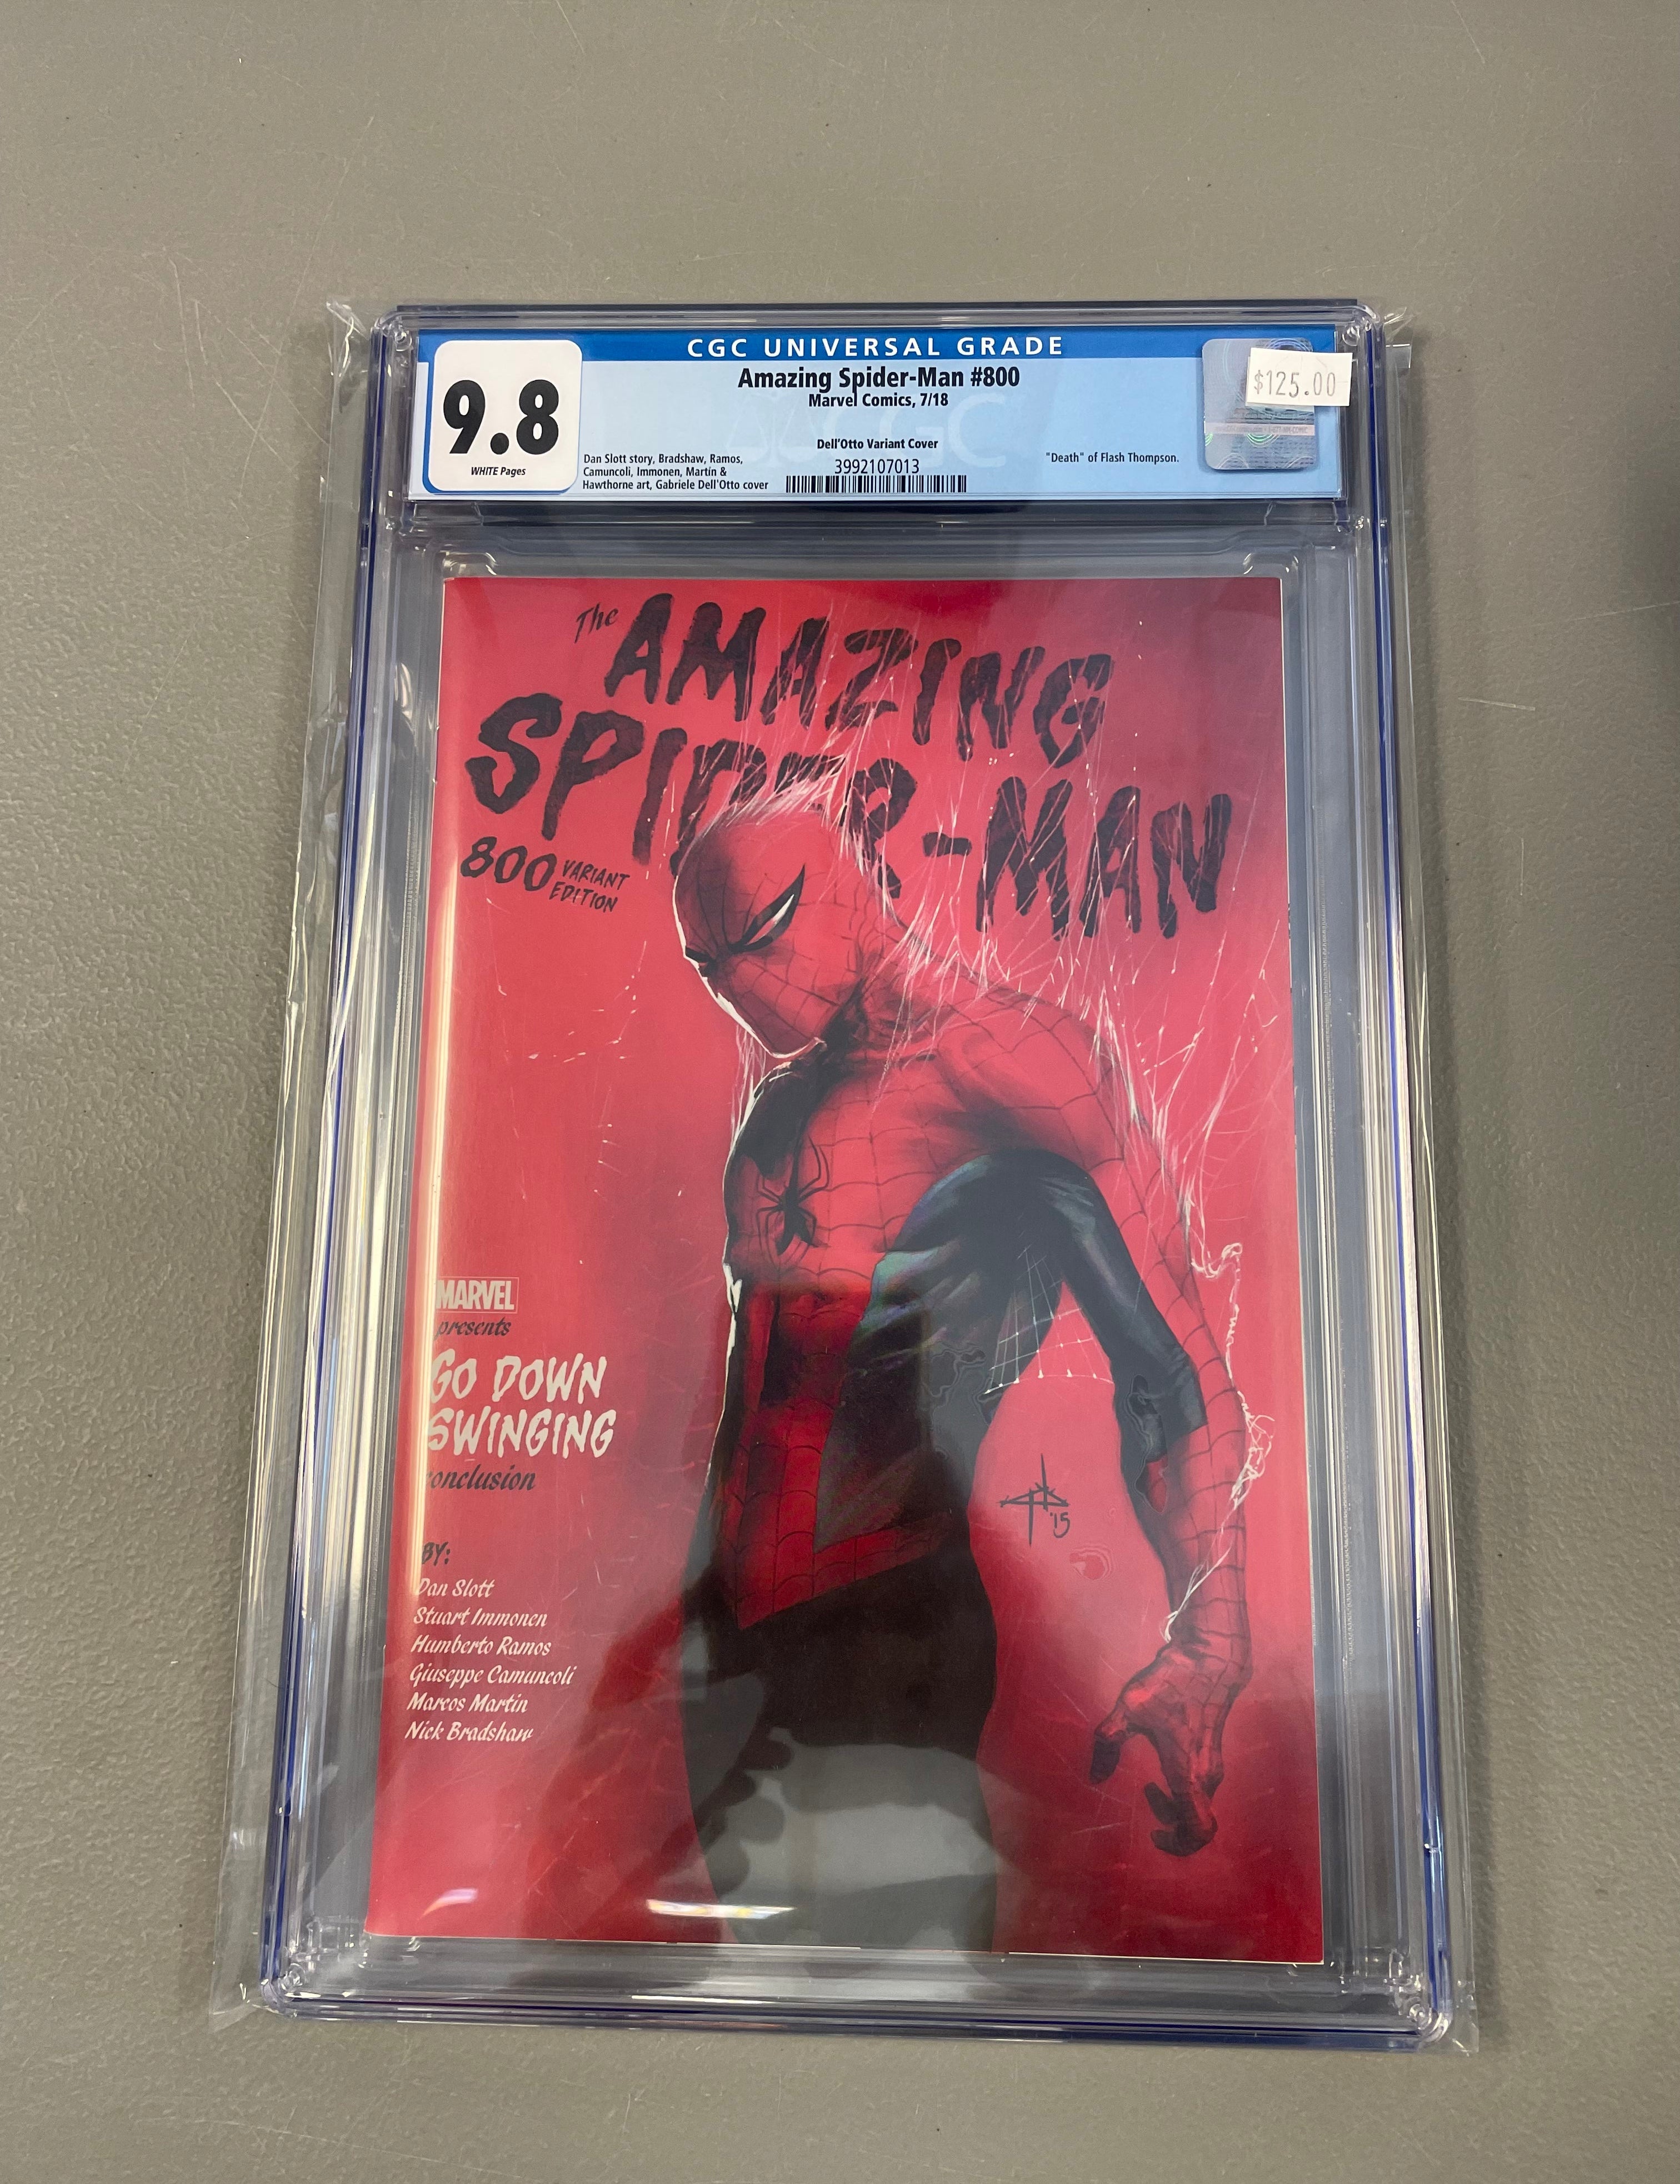 CGC UNIVERSAL GRADE
9.8
WHITE Pages
Amazing Spider-Man #800
Marvel Comics, 7/18
Dell'Otto Variant Cover
Dan Slott story, Bradshaw, Ramos,
Camuncoli, Immonen, Martín &
Hawthorne art, Gabriele Dell'Otto cover
3992107013
"Death" of Flash Thompson.
$125.00
The
AMAZING
SPIDER-MAN
800 VARIANT
EDITION
MARVEL
presents
GO DOWN
SWINGING
conclusion
BY:
Dan Slott
Stuart Immonen
Humberto Ramos
Giuseppe Camuncoli
Marcos Martín
Nick Bradshaw
'15